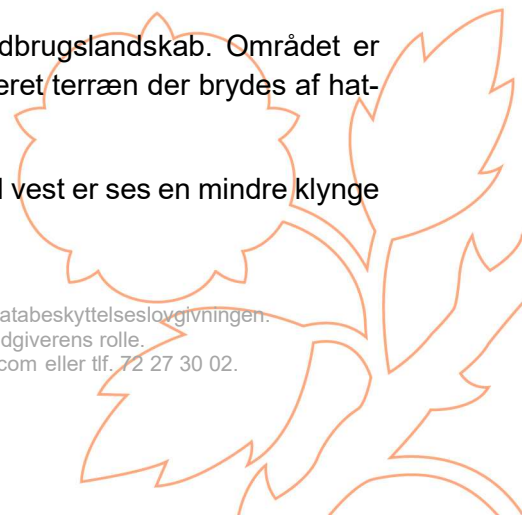 dbrugslandskab. Området er
eret terræn der brydes af hat-
l vest er ses en mindre klynge
atabeskyttelseslovgivningen.
dgiverens rolle.
com eller tlf. 72 27 30 02.